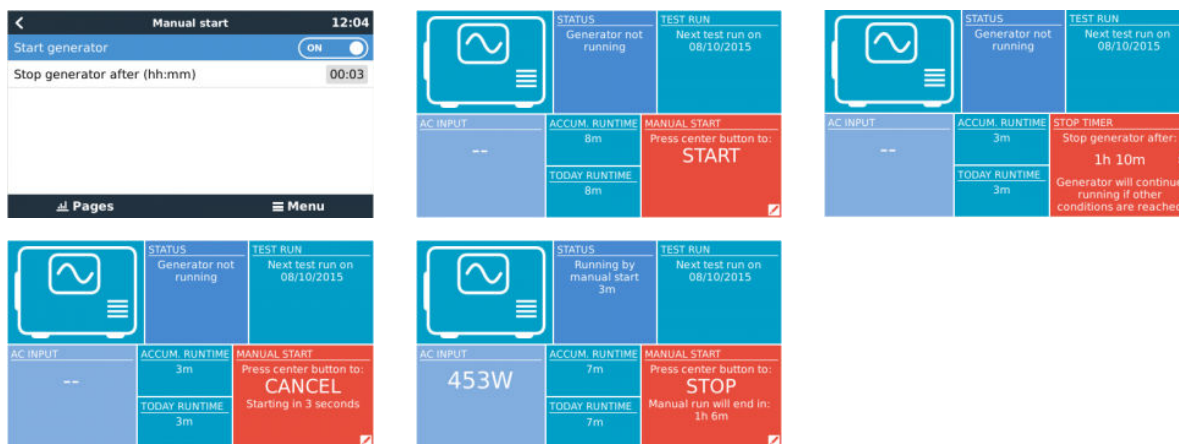 Manual start
12:04
Start generator
ON
Stop generator after (hh:mm)
00:03
Pages
Menu
STATUS
Generator not
running
TEST RUN
Next test run on
08/10/2015
AC INPUT
--
ACCUM. RUNTIME
8m
TODAY RUNTIME
8m
MANUAL START
Press center button to:
START
STATUS
Generator not
running
TEST RUN
Next test run on
08/10/2015
AC INPUT
--
ACCUM. RUNTIME
3m
TODAY RUNTIME
3m
STOP TIMER
Stop generator after:
1h 10m
Generator will continue
running if other
conditions are reached
STATUS
Generator not
running
TEST RUN
Next test run on
08/10/2015
AC INPUT
--
ACCUM. RUNTIME
3m
TODAY RUNTIME
3m
MANUAL START
Press center button to:
CANCEL
Starting in 3 seconds
STATUS
Running by
manual start
3m
TEST RUN
Next test run on
08/10/2015
AC INPUT
453W
ACCUM. RUNTIME
7m
TODAY RUNTIME
7m
MANUAL START
Press center button to:
STOP
Manual run will end in:
1h 6m